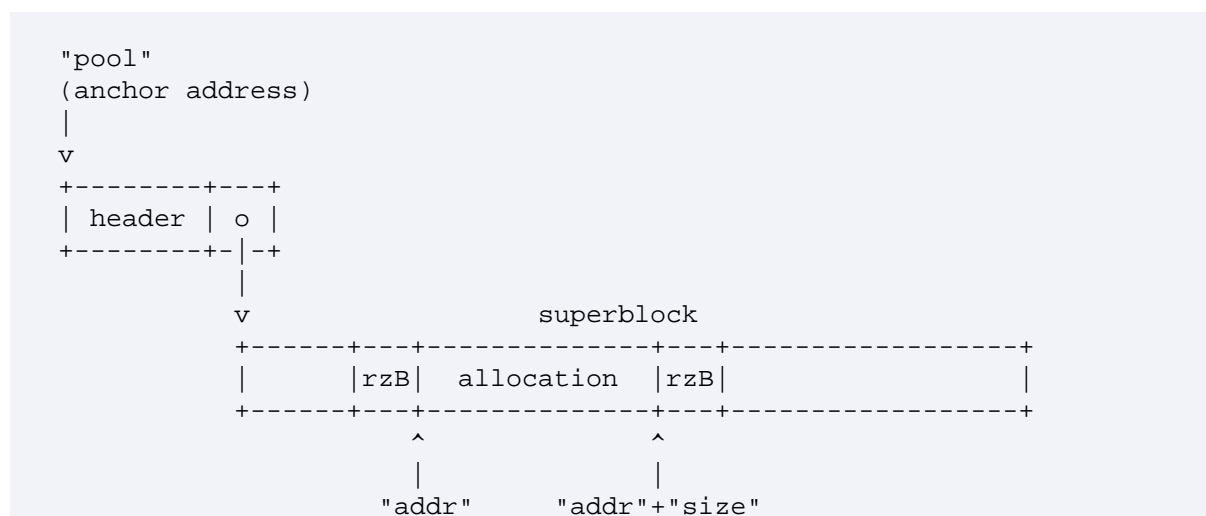 "pool"
(anchor address)
|
v
+--------+---+
| header | o |
+--------+-|-+
           |
           v                  superblock
           +------+---+--------------+---+------------------+
           |      |rzB|  allocation  |rzB|                  |
           +------+---+--------------+---+------------------+
                      ^              ^
                      |              |
                    "addr"     "addr"+"size"